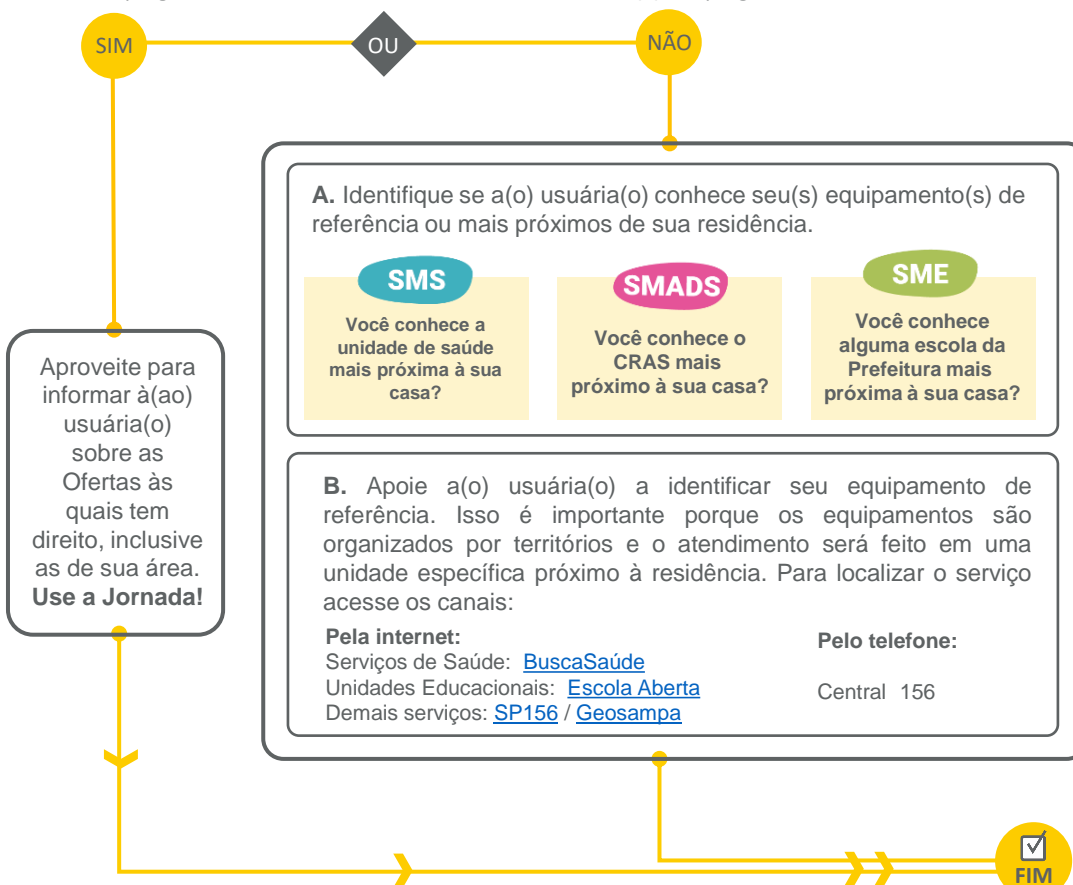 SIM
OU
NÃO
A. Identifique se a(o) usuária(o) conhece seu(s) equipamento(s) de
referência ou mais próximos de sua residência.
SMS
Você conhece a
unidade de saúde
mais próxima à sua
casa?
SMADS
Você conhece o
CRAS mais
próximo à sua casa?
SME
Você conhece
alguma escola da
Prefeitura mais
próxima à sua casa?
Aproveite para
informar à(ao)
usuária(o)
sobre as
Ofertas às
quais tem
direito, inclusive
as de sua área.
Use a Jornada!
B. Apoie a(o) usuária(o) a identificar seu equipamento de
referência. Isso é importante porque os equipamentos são
organizados por territórios e o atendimento será feito em uma
unidade específica próximo à residência. Para localizar o serviço
acesse os canais:
Pela internet:
Serviços de Saúde: BuscaSaúde
Unidades Educacionais: Escola Aberta
Demais serviços: SP156 / Geosampa
Pelo telefone:
Central 156
FIM